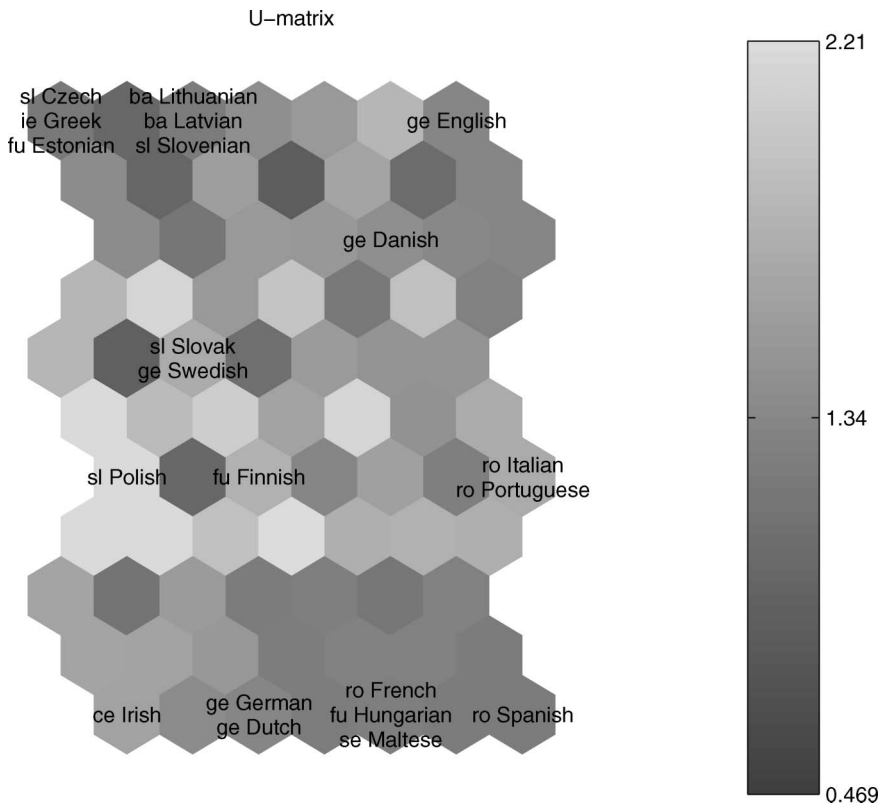 U-matrix
sl Czech
ie Greek
fu Estonian
ba Lithuanian
ba Latvian
sl Slovenian
ge English
ge Danish
sl Slovak
ge Swedish
sl Polish
fu Finnish
ro Italian
ro Portuguese
ce Irish
ge German
ge Dutch
ro French
fu Hungarian
se Maltese
ro Spanish
2.21
1.34
0.469